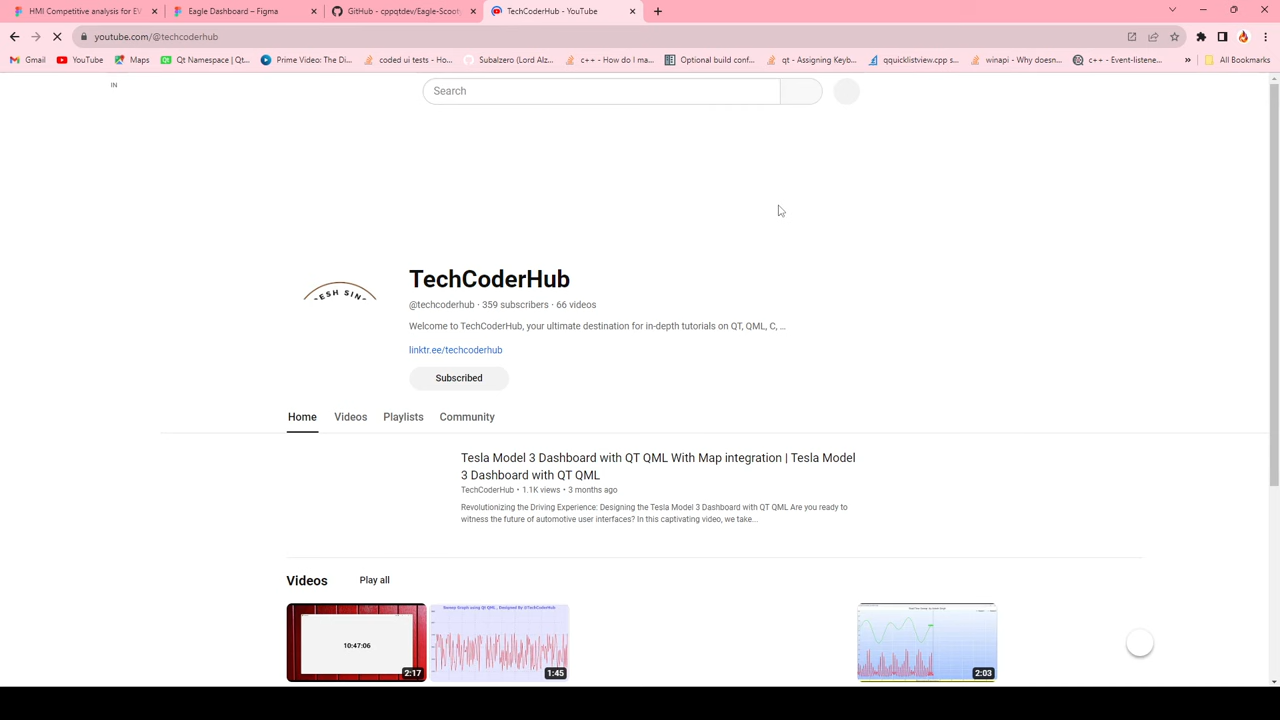 HMI Competitive analysis for EV
Eagle Dashboard – Figma
GitHub - cppqtdev/Eagle-Scoot
TechCoderHub - YouTube
youtube.com/@techcoderhub
Gmail
YouTube
Maps
Qt Namespace | Qt...
Prime Video: The Di...
coded ui tests - Ho...
Subalzero (Lord Alz...
c++ - How do I ma...
Optional build conf...
qt - Assigning Keyb...
qquicklistview.cpp s...
winapi - Why doesn...
c++ - Event-listene...
»
All Bookmarks
IN
Search
ESH SIN
TechCoderHub
@techcoderhub · 359 subscribers · 66 videos
Welcome to TechCoderHub, your ultimate destination for in-depth tutorials on QT, QML, C, ...
linktr.ee/techcoderhub
Subscribed
Home
Videos
Playlists
Community
Tesla Model 3 Dashboard with QT QML With Map integration | Tesla Model
3 Dashboard with QT QML
TechCoderHub • 1.1K views • 3 months ago
Revolutionizing the Driving Experience: Designing the Tesla Model 3 Dashboard with QT QML Are you ready to
witness the future of automotive user interfaces? In this captivating video, we take...
Videos
Play all
10:47:06
2:17
1:45
2:03